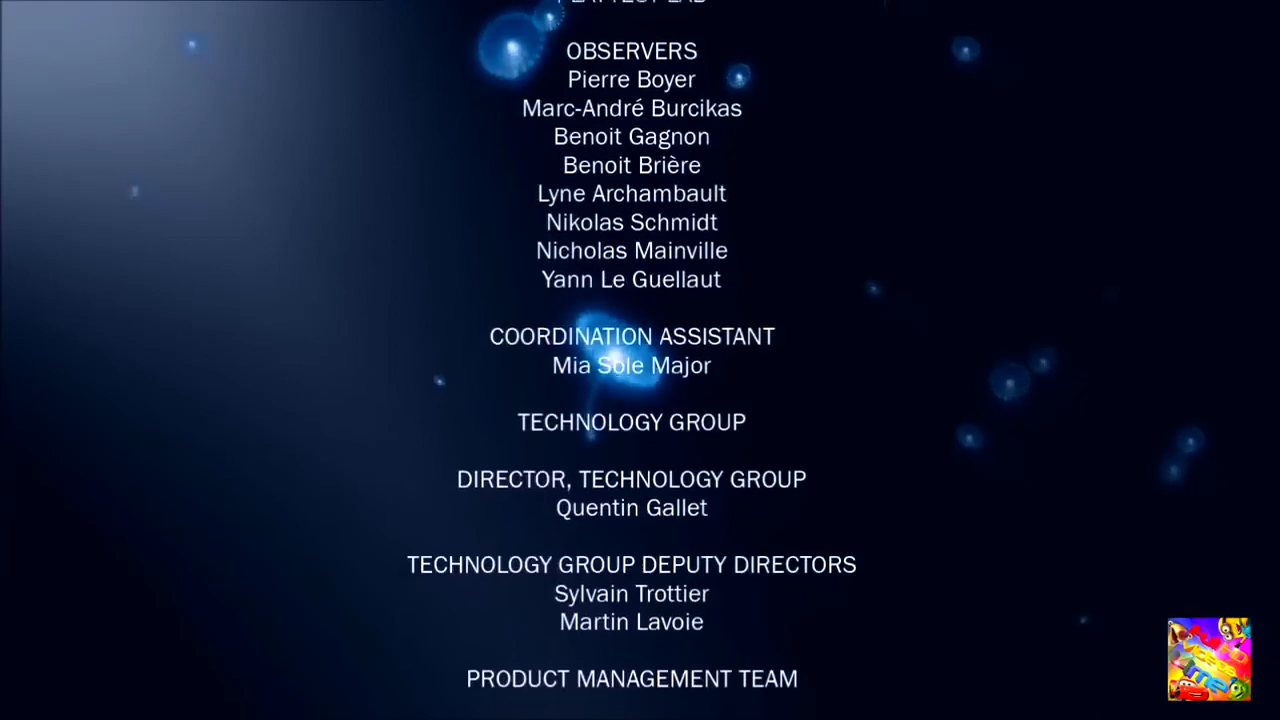 OBSERVERS
Pierre Boyer
Marc-André Burcikas
Benoit Gagnon
Benoit Brière
Lyne Archambault
Nikolas Schmidt
Nicholas Mainville
Yann Le Guellaut
COORDINATION ASSISTANT
Mia Sole Major
TECHNOLOGY GROUP
DIRECTOR, TECHNOLOGY GROUP
Quentin Gallet
TECHNOLOGY GROUP DEPUTY DIRECTORS
Sylvain Trottier
Martin Lavoie
PRODUCT MANAGEMENT TEAM